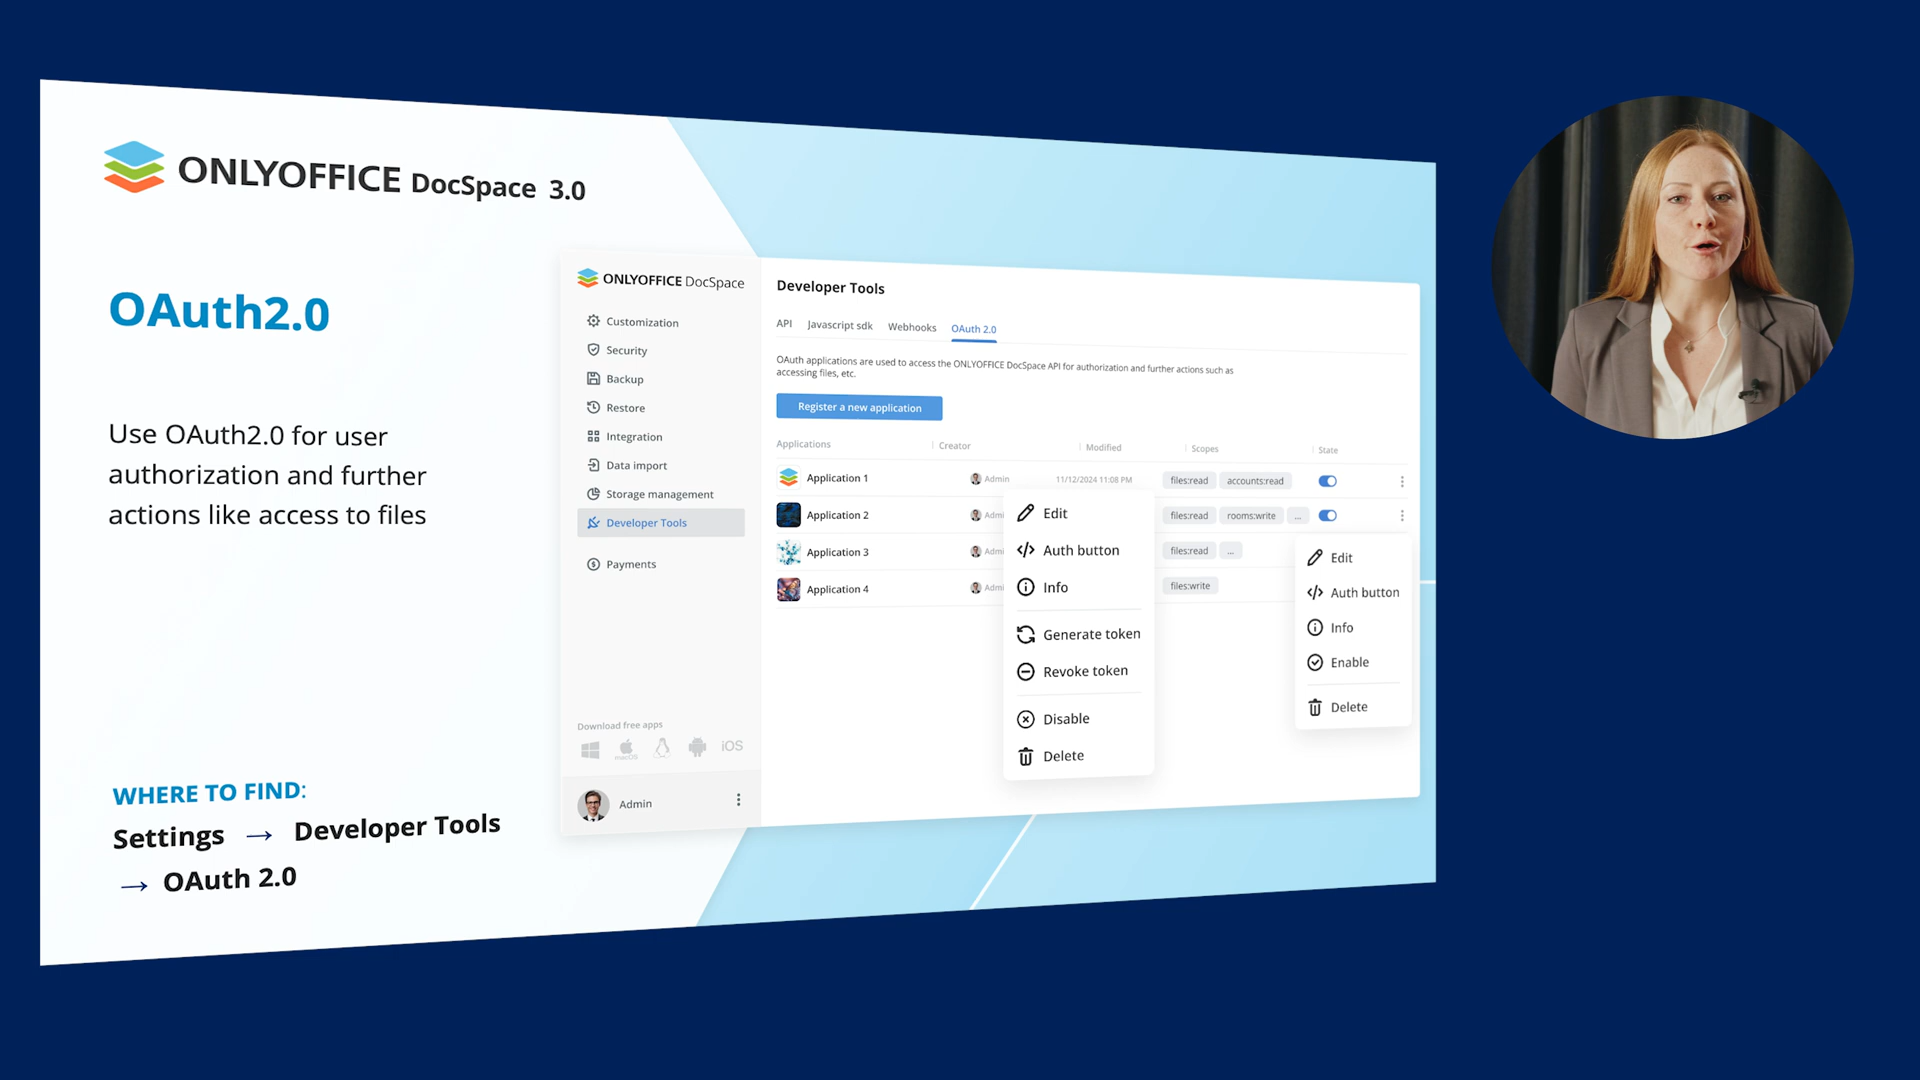 ONLYOFFICE DocSpace 3.0
OAuth2.0
Use OAuth2.0 for user
authorization and further
actions like access to files
WHERE TO FIND:
Settings → Developer Tools
→ OAuth 2.0
ONLYOFFICE DocSpace
Customization
Security
Backup
Restore
Integration
Data import
Storage management
Developer Tools
Payments
Download free apps
macOS
iOS
Admin
Developer Tools
API Javascript sdk Webhooks OAuth 2.0
OAuth applications are used to access the ONLYOFFICE DocSpace API for authorization and further actions such as
accessing files, etc.
Register a new application
Applications Creator Modified Scopes State
Application 1 Admin 11/12/2024 11:08 PM files:read accounts:read
Application 2 files:read rooms:write ...
Application 3 files:read ...
Application 4 files:write
Edit
Auth button
Info
Generate token
Revoke token
Disable
Delete
Edit
Auth button
Info
Enable
Delete